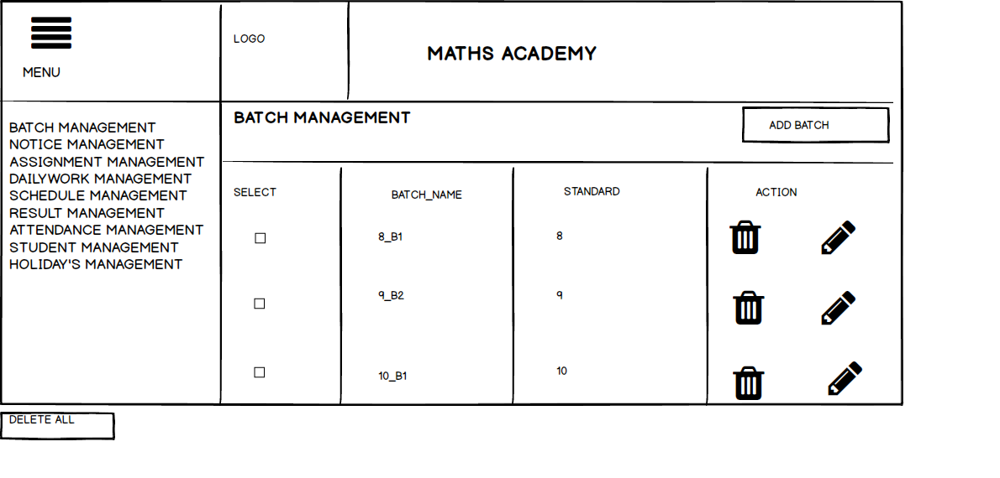 MENU
LOGO
MATHS ACADEMY
BATCH MANAGEMENT
NOTICE MANAGEMENT
ASSIGNMENT MANAGEMENT
DAILYWORK MANAGEMENT
SCHEDULE MANAGEMENT
RESULT MANAGEMENT
ATTENDANCE MANAGEMENT
STUDENT MANAGEMENT
HOLIDAY'S MANAGEMENT
BATCH MANAGEMENT
ADD BATCH
SELECT BATCH_NAME STANDARD ACTION
8_B1 8
9_B2 9
10_B1 10
DELETE ALL